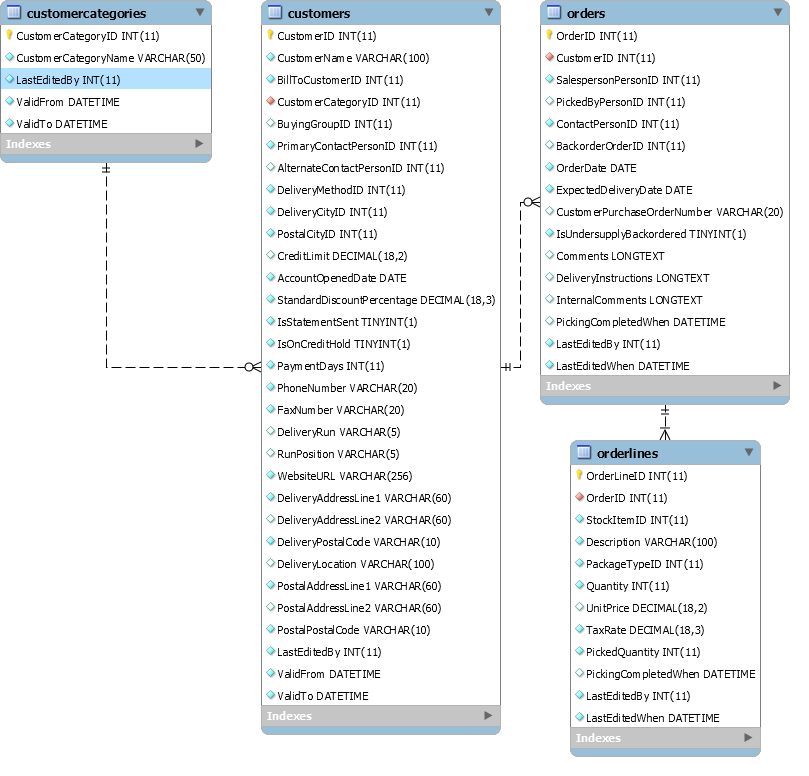 customercategories
CustomerCategoryID INT(11)
CustomerCategoryName VARCHAR(50)
LastEditedBy INT(11)
ValidFrom DATETIME
ValidTo DATETIME
Indexes
customers
CustomerID INT(11)
CustomerName VARCHAR(100)
BillToCustomerID INT(11)
CustomerCategoryID INT(11)
BuyingGroupID INT(11)
PrimaryContactPersonID INT(11)
AlternateContactPersonID INT(11)
DeliveryMethodID INT(11)
DeliveryCityID INT(11)
PostalCityID INT(11)
CreditLimit DECIMAL(18,2)
AccountOpenedDate DATE
StandardDiscountPercentage DECIMAL(18,3)
IsStatementSent TINYINT(1)
IsOnCreditHold TINYINT(1)
PaymentDays INT(11)
PhoneNumber VARCHAR(20)
FaxNumber VARCHAR(20)
DeliveryRun VARCHAR(5)
RunPosition VARCHAR(5)
WebsiteURL VARCHAR(256)
DeliveryAddressLine1 VARCHAR(60)
DeliveryAddressLine2 VARCHAR(60)
DeliveryPostalCode VARCHAR(10)
DeliveryLocation VARCHAR(100)
PostalAddressLine1 VARCHAR(60)
PostalAddressLine2 VARCHAR(60)
PostalPostalCode VARCHAR(10)
LastEditedBy INT(11)
ValidFrom DATETIME
ValidTo DATETIME
Indexes
orders
OrderID INT(11)
CustomerID INT(11)
SalespersonPersonID INT(11)
PickedByPersonID INT(11)
ContactPersonID INT(11)
BackorderOrderID INT(11)
OrderDate DATE
ExpectedDeliveryDate DATE
CustomerPurchaseOrderNumber VARCHAR(20)
IsUndersupplyBackordered TINYINT(1)
Comments LONGTEXT
DeliveryInstructions LONGTEXT
InternalComments LONGTEXT
PickingCompletedWhen DATETIME
LastEditedBy INT(11)
LastEditedWhen DATETIME
Indexes
orderlines
OrderLineID INT(11)
OrderID INT(11)
StockItemID INT(11)
Description VARCHAR(100)
PackageTypeID INT(11)
Quantity INT(11)
UnitPrice DECIMAL(18,2)
TaxRate DECIMAL(18,3)
PickedQuantity INT(11)
PickingCompletedWhen DATETIME
LastEditedBy INT(11)
LastEditedWhen DATETIME
Indexes